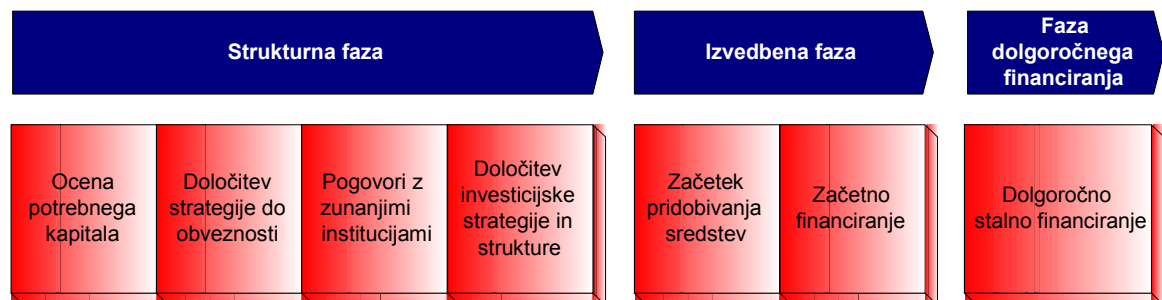 Strukturna faza
Izvedbena faza
Faza
dolgoročnega
financiranja
Ocena
potrebnega
kapitala
Določitev
strategije do
obveznosti
Pogovori z
zunanjimi
institucijami
Določitev
investicijske
strategije in
strukture
Začetek
pridobivanja
sredstev
Začetno
financiranje
Dolgoročno
stalno financiranje